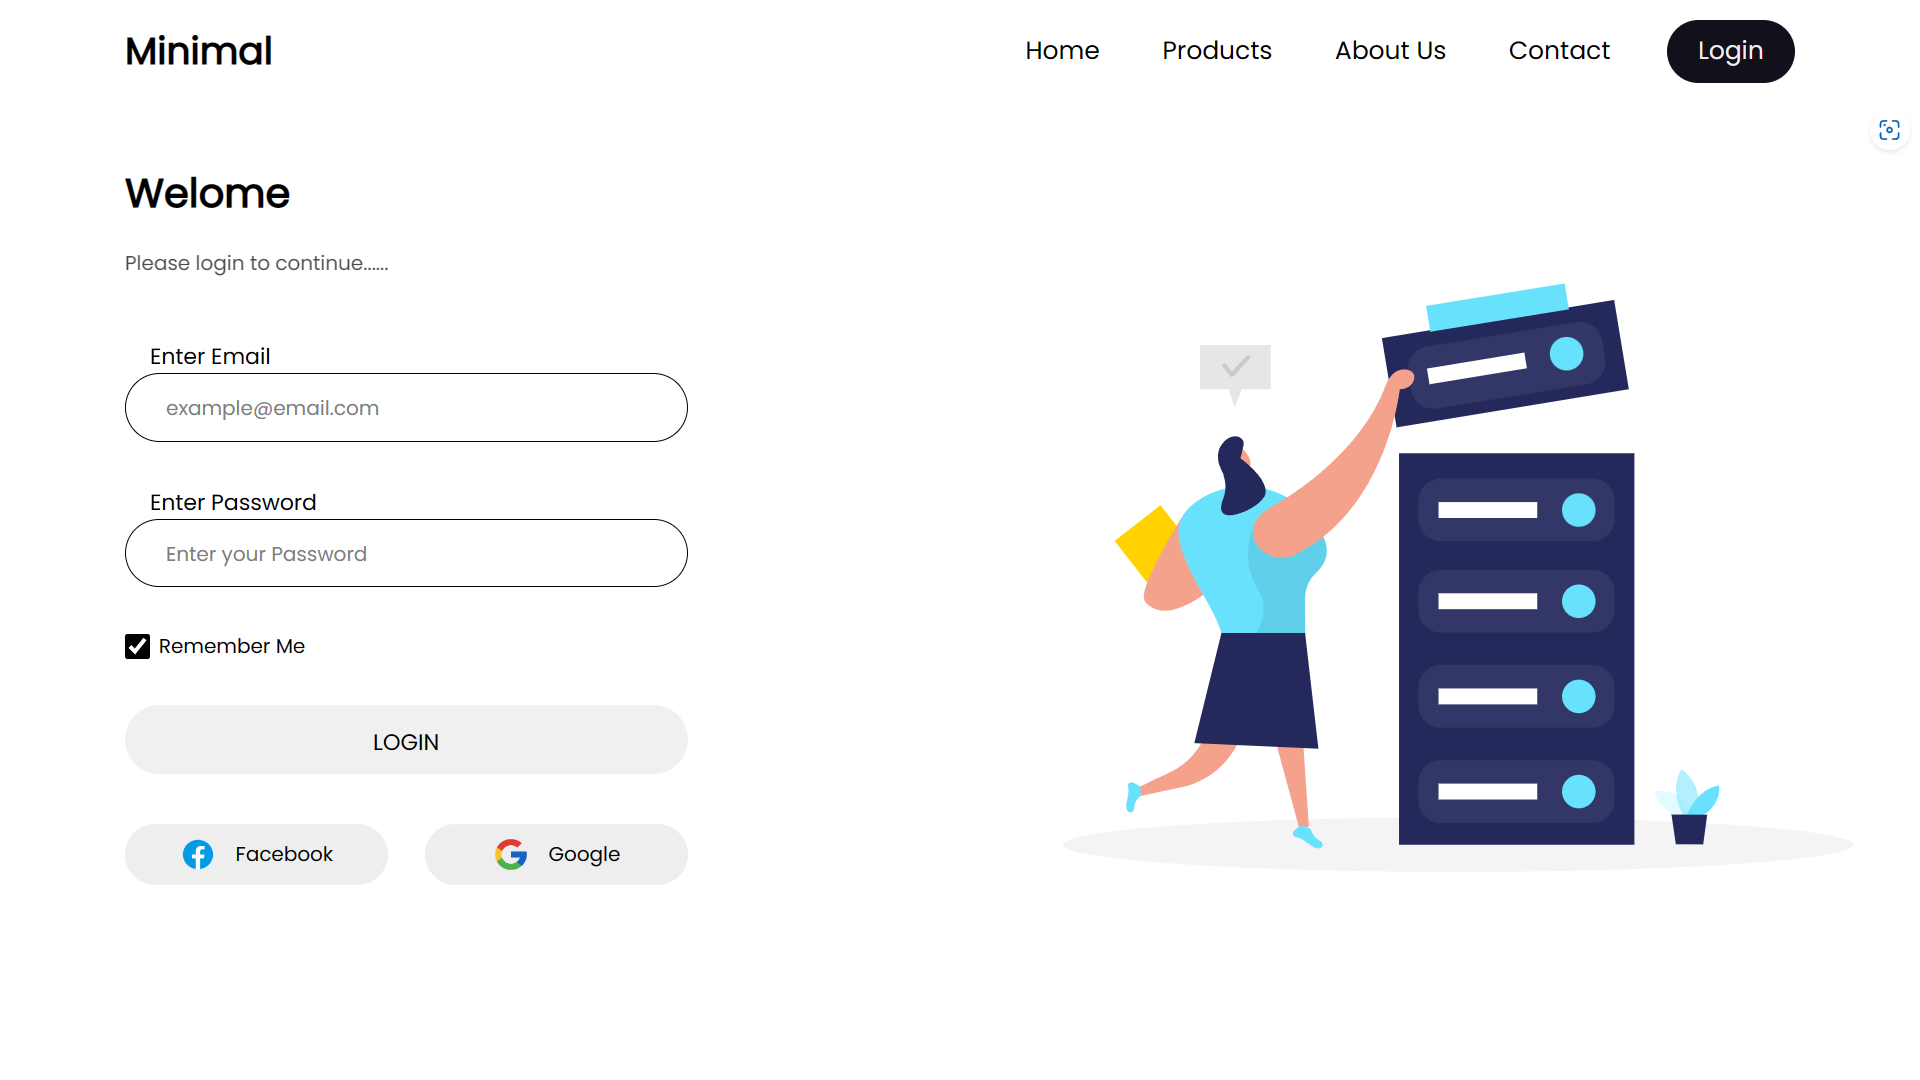 Minimal
Home Products About Us Contact Login
Welome
Please login to continue......
Enter Email
example@email.com
Enter Password
Enter your Password
Remember Me
LOGIN
Facebook Google